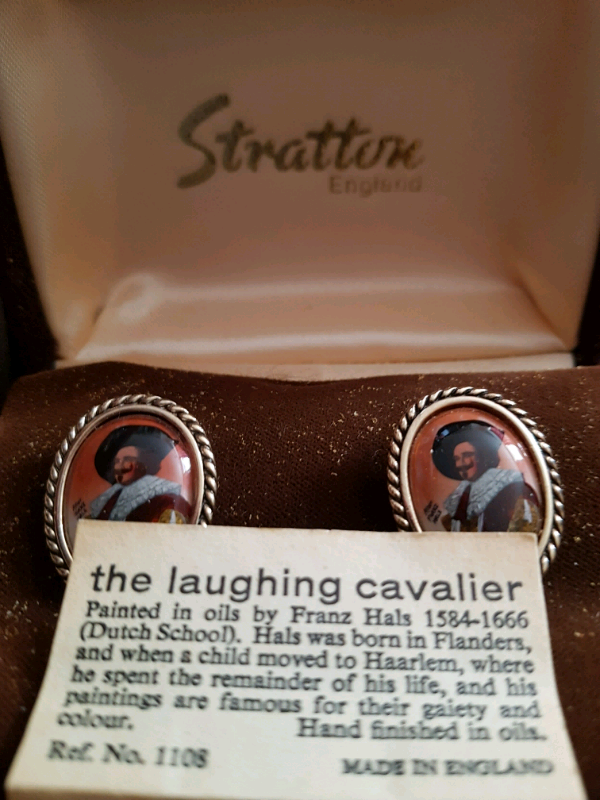 Stratton
England
the laughing cavalier
Painted in oils by Franz Hals 1584-1666
(Dutch School). Hals was born in Flanders,
and when a child moved to Haarlem, where
he spent the remainder of his life, and his
paintings are famous for their gaiety and
colour. Hand finished in oils.
Ref. No. 1108 MADE IN ENGLAND